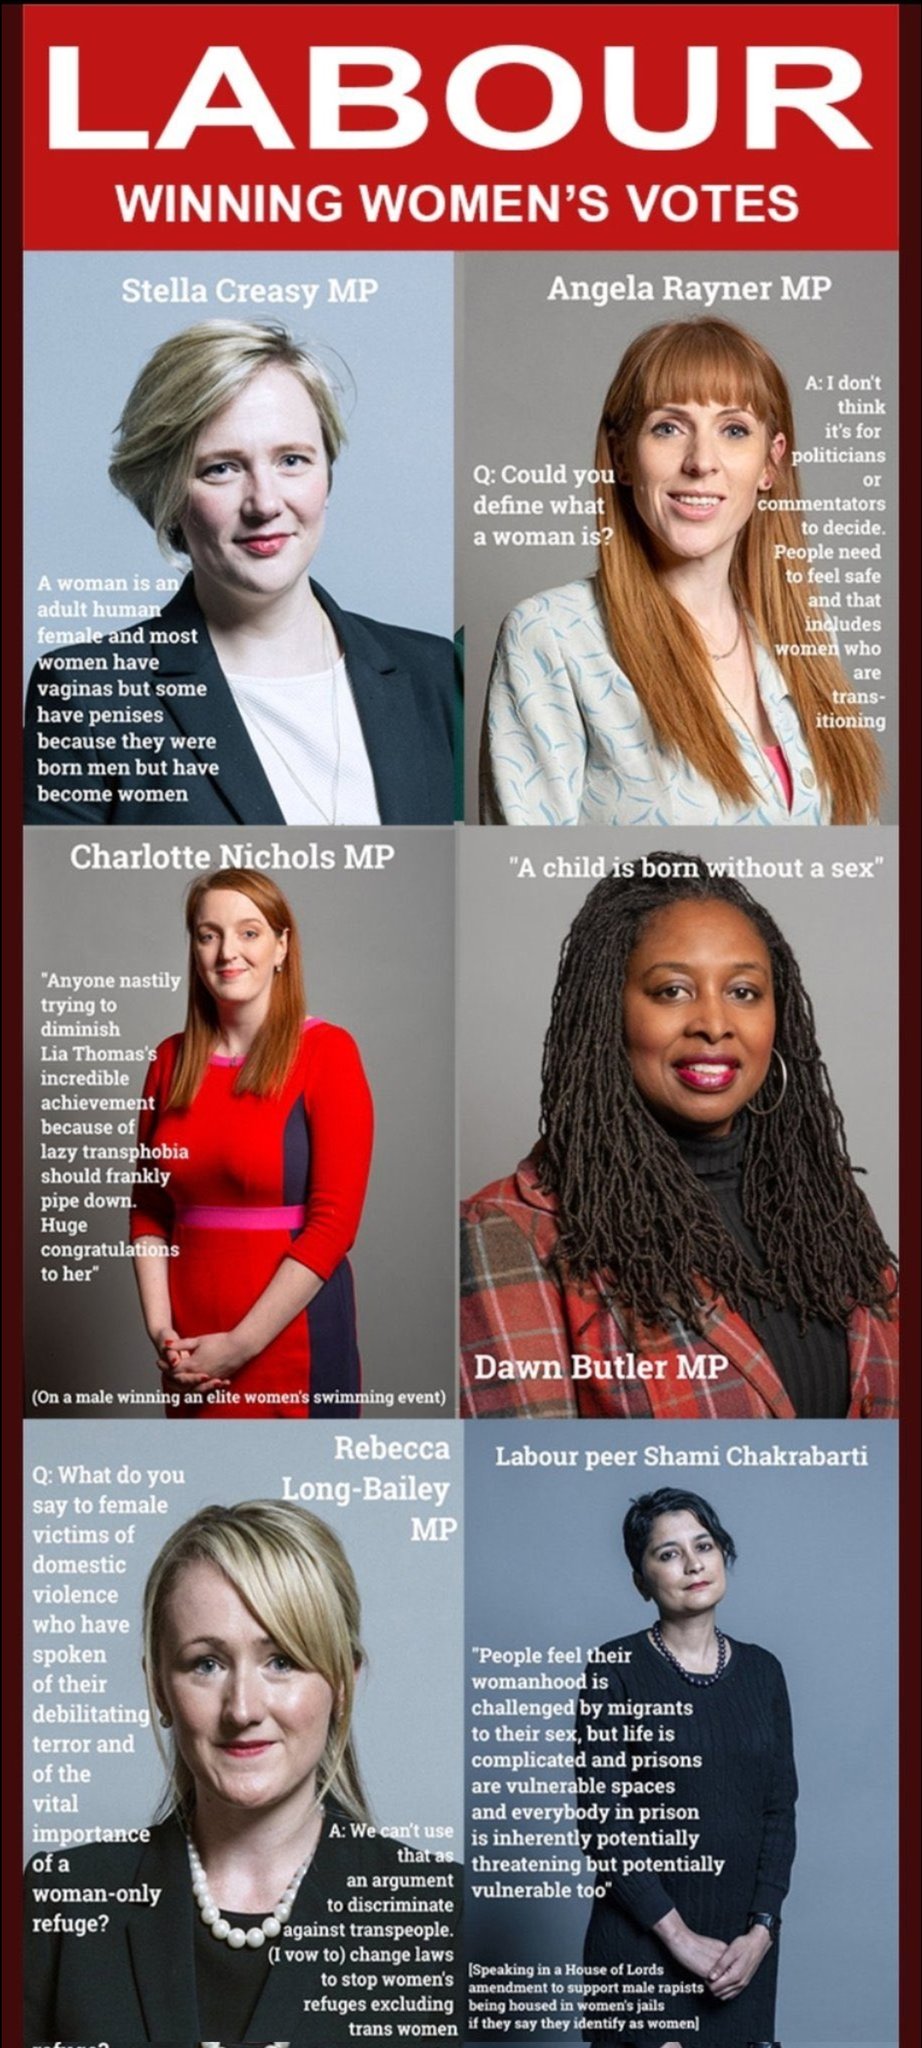 LABOUR
WINNING WOMEN'S VOTES
Stella Creasy MP
A woman is an
adult human
female and most
women have
vaginas but some
have penises
because they were
born men but have
become women
Angela Rayner MP
Q: Could you
define what
a woman is?
A: I don't
think
it's for
politicians
or
commentators
to decide.
People need
to feel safe
and that
includes
women who
are
trans-
itioning
Charlotte Nichols MP
"Anyone nastily
trying to
diminish
Lia Thomas's
incredible
achievement
because of
lazy transphobia
should frankly
pipe down.
Huge
congratulations
to her"
(On a male winning an elite women's swimming event)
"A child is born without a sex"
Dawn Butler MP
Rebecca
Long-Bailey
MP
Q: What do you
say to female
victims of
domestic
violence
who have
spoken
of their
debilitating
terror and
of the
vital
importance
of a
woman-only
refuge?
A: We can't use
that as
an argument
to discriminate
against transpeople.
(I vow to) change laws
to stop women's
refuges excluding
trans women
Labour peer Shami Chakrabarti
"People feel their
womanhood is
challenged by migrants
to their sex, but life is
complicated and prisons
are vulnerable spaces
and everybody in prison
is inherently potentially
threatening but potentially
vulnerable too"
[Speaking in a House of Lords
amendment to support male rapists
being housed in women's jails
if they say they identify as women]